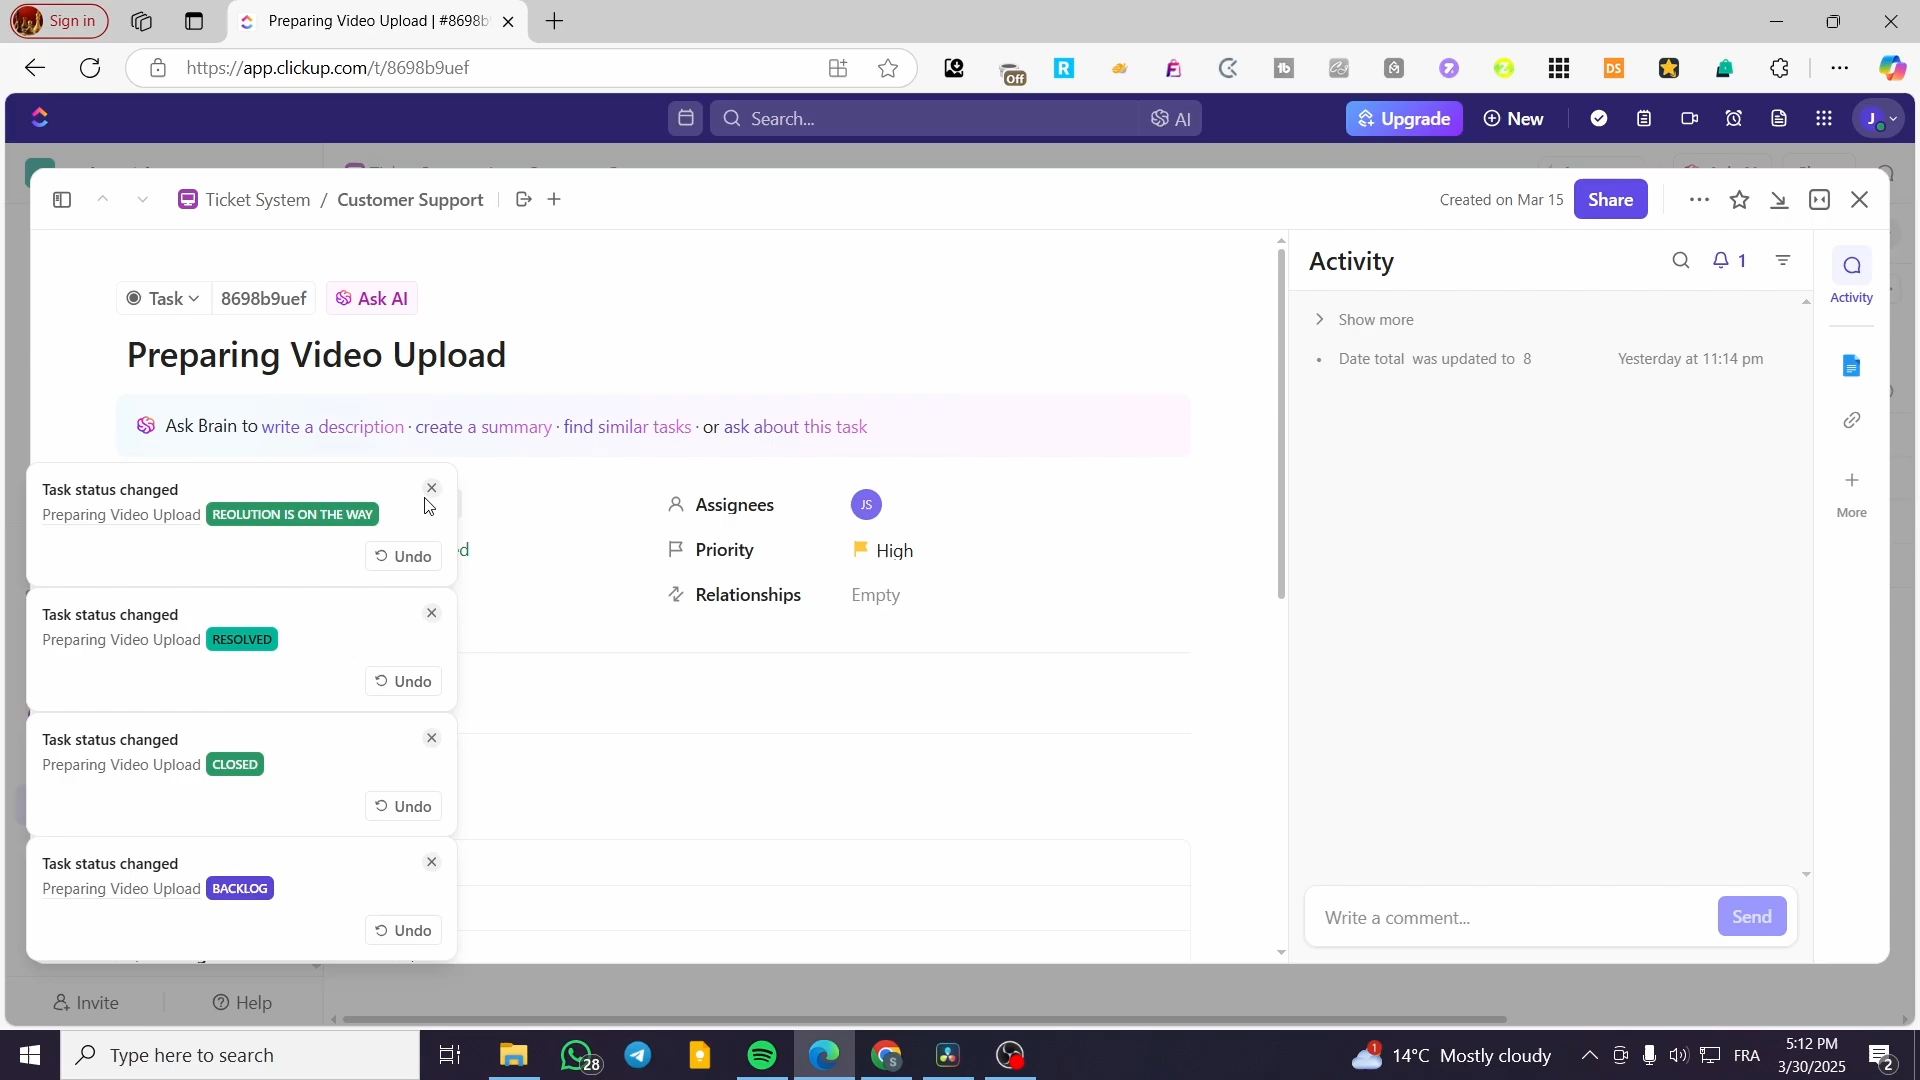 Sign in
Preparing Video Upload | #8698b
https://app.clickup.com/t/8698b9uef
Off
Search...
AI
Upgrade
New
J
Ticket System / Customer Support
Created on Mar 15
Share
Task
8698b9uef
Ask AI
Preparing Video Upload
Ask Brain to write a description · create a summary · find similar tasks · or ask about this task
Assignees
JS
Priority
High
Relationships
Empty
Task status changed
Preparing Video Upload REOLUTION IS ON THE WAY
Undo
Task status changed
Preparing Video Upload RESOLVED
Undo
Task status changed
Preparing Video Upload CLOSED
Undo
Task status changed
Preparing Video Upload BACKLOG
Undo
Activity
1
Show more
Date total was updated to 8
Yesterday at 11:14 pm
Write a comment...
Send
Activity
More
Invite
Help
Type here to search
28
1
14°C Mostly cloudy
FRA
5:12 PM
3/30/2025
2